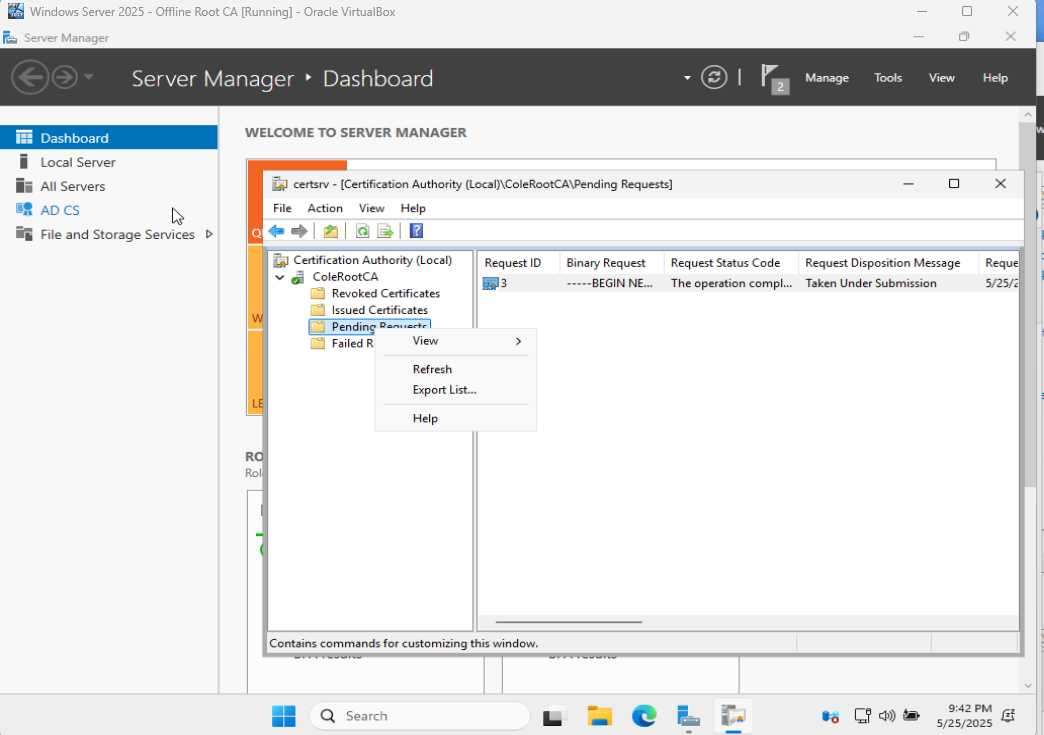 Windows Server 2025 - Offline Root CA [Running] - Oracle VirtualBox
Server Manager
Server Manager ‣ Dashboard
2
Manage
Tools
View
Help
Dashboard
Local Server
All Servers
AD CS
File and Storage Services
WELCOME TO SERVER MANAGER
certsrv - [Certification Authority (Local)\ColeRootCA\Pending Requests]
File
Action
View
Help
Certification Authority (Local)
ColeRootCA
Revoked Certificates
Issued Certificates
Pending Requests
Failed R
Request ID
Binary Request
Request Status Code
Request Disposition Message
Reque
3
-----BEGIN NE...
The operation compl...
Taken Under Submission
5/25/2
View
Refresh
Export List...
Help
Contains commands for customizing this window.
Search
9:42 PM
5/25/2025